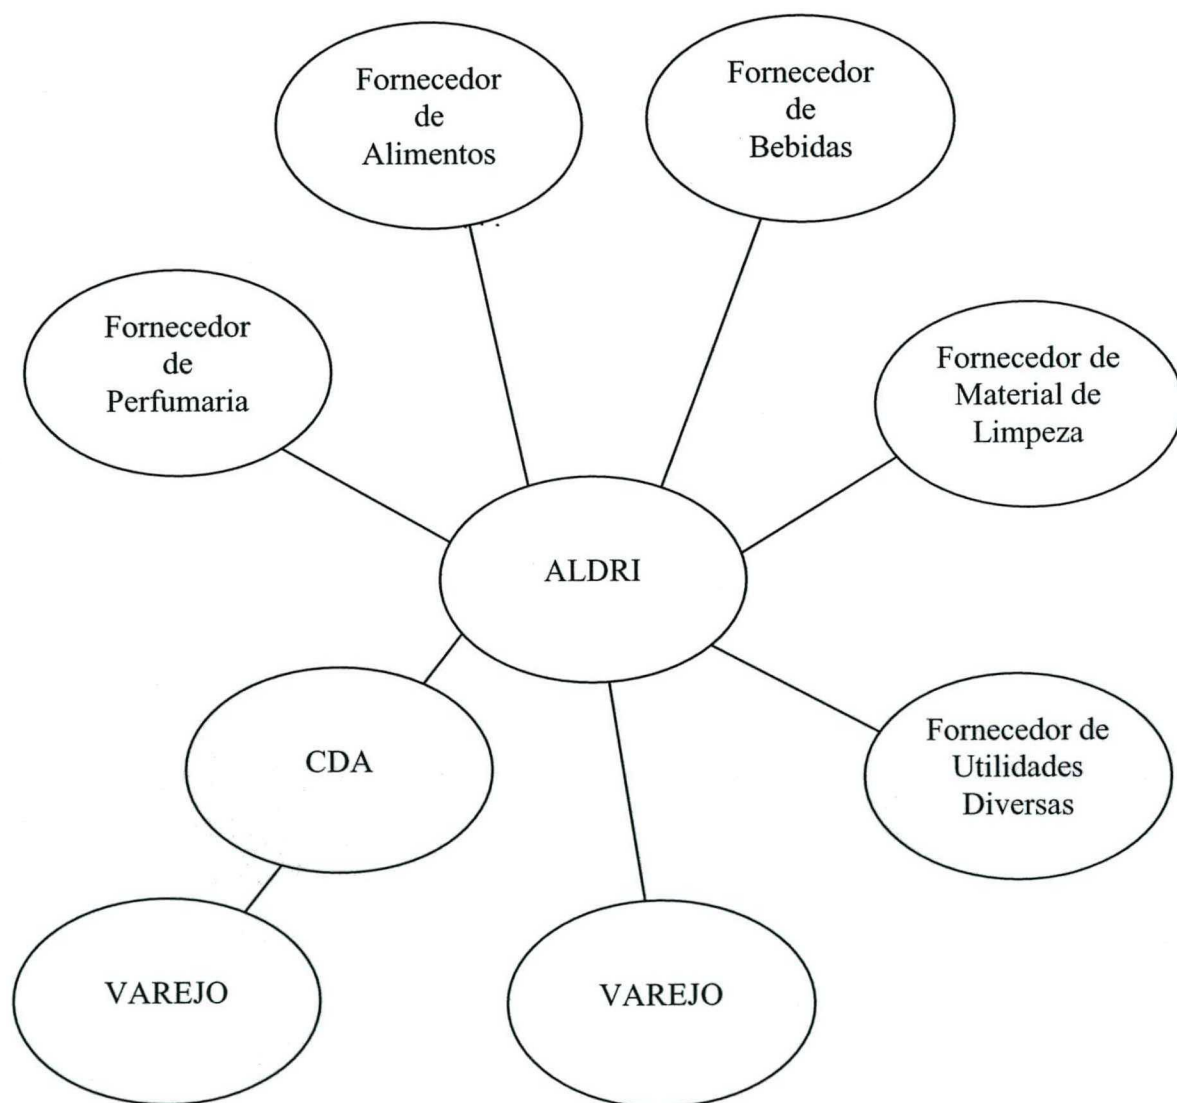 Fornecedor
de
Alimentos
Fornecedor
de
Bebidas
Fornecedor
de
Perfumaria
Fornecedor de
Material de
Limpeza
ALDRI
Fornecedor de
Utilidades
Diversas
CDA
VAREJO
VAREJO